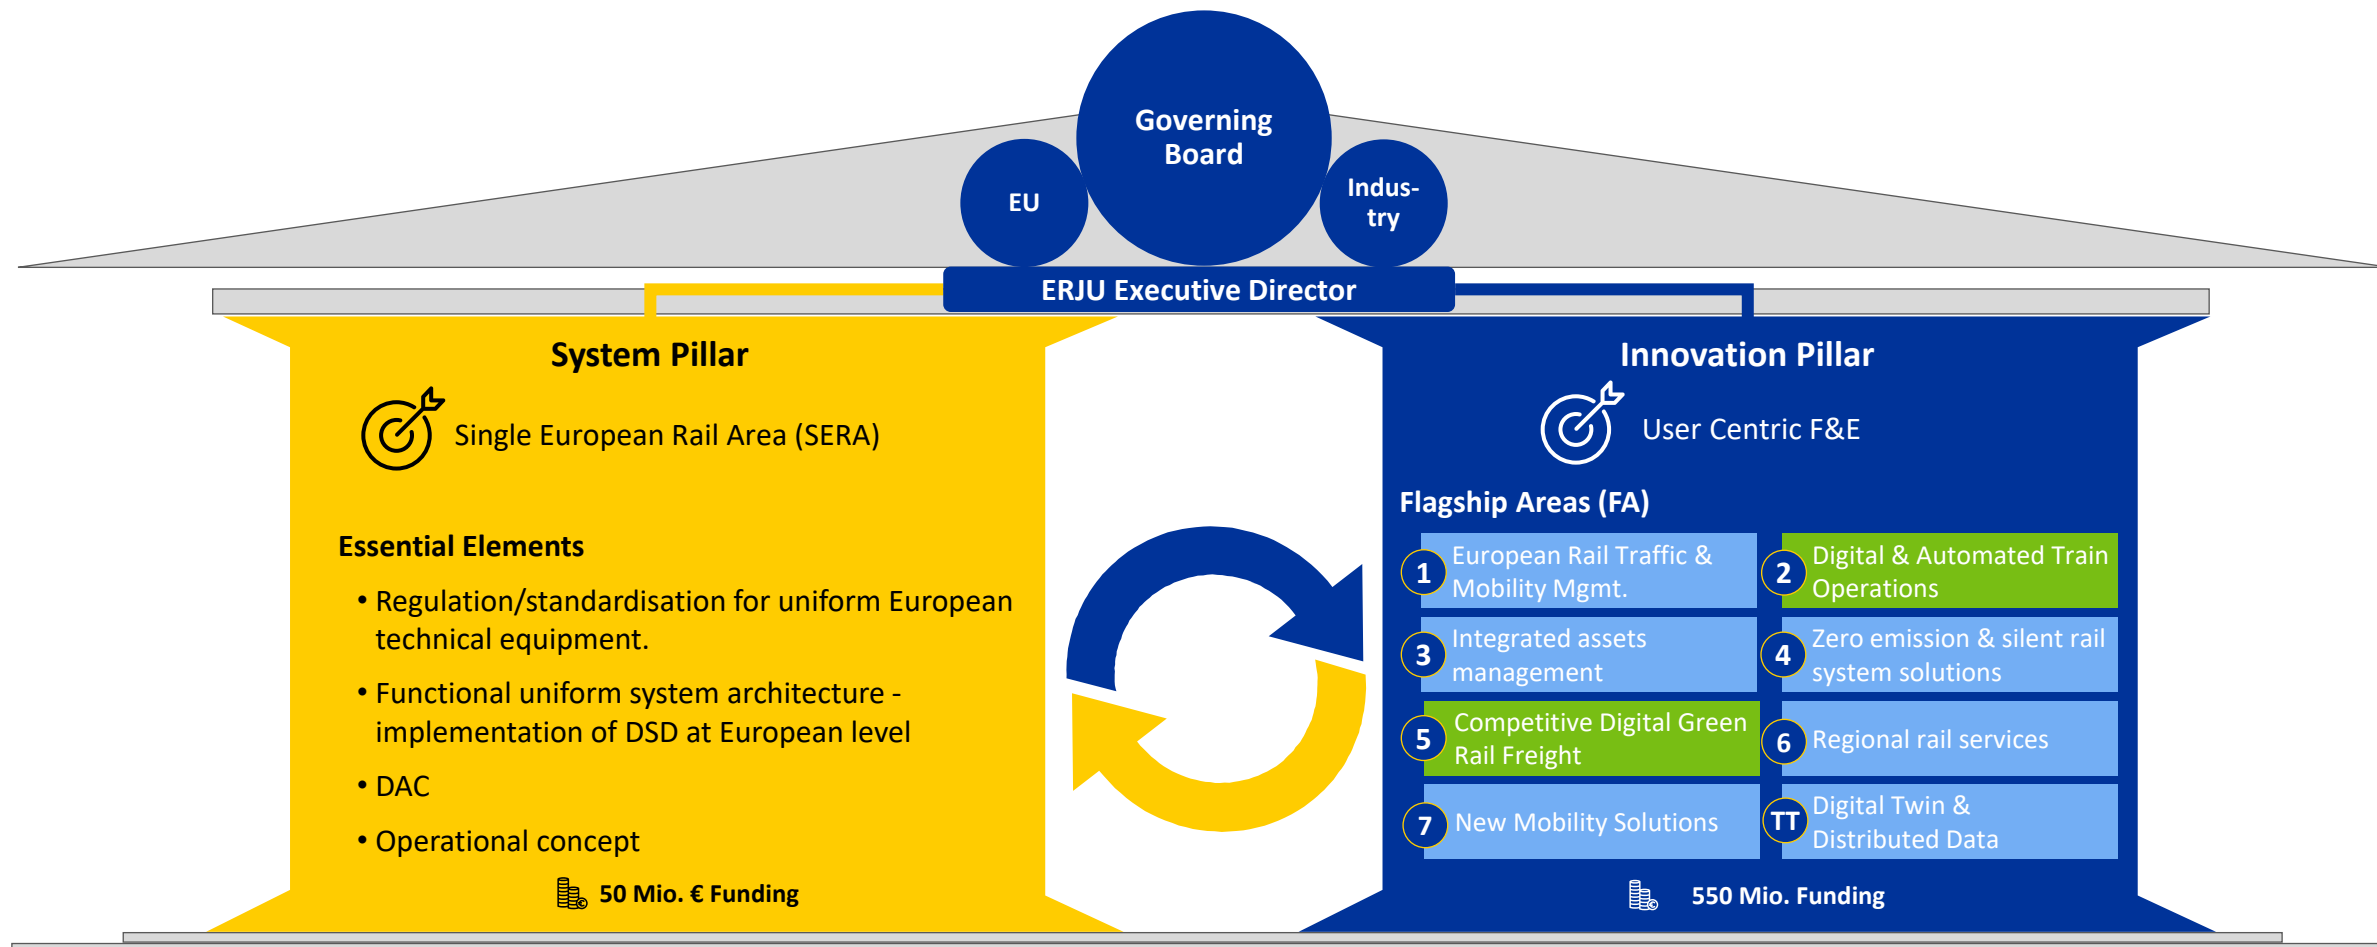 Governing
Board
EU
Indus-
try
ERJU Executive Director
System Pillar
Single European Rail Area (SERA)
Essential Elements
• Regulation/standardisation for uniform European
technical equipment.
• Functional uniform system architecture -
implementation of DSD at European level
• DAC
• Operational concept
50 Mio. € Funding
Innovation Pillar
User Centric F&E
Flagship Areas (FA)
1 European Rail Traffic &
Mobility Mgmt.
2 Digital & Automated Train
Operations
3 Integrated assets
management
4 Zero emission & silent rail
system solutions
5 Competitive Digital Green
Rail Freight
6 Regional rail services
7 New Mobility Solutions
TT Digital Twin &
Distributed Data
550 Mio. Funding